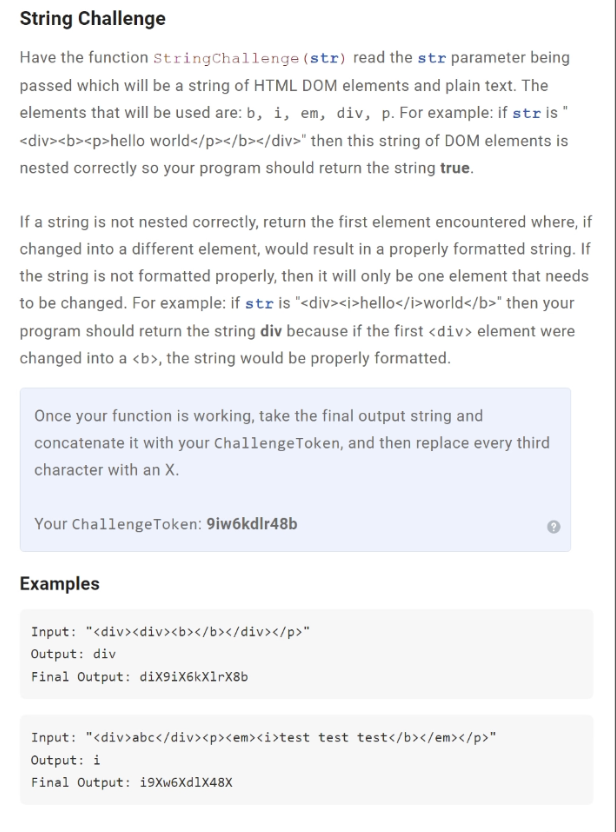 String Challenge
Have the function StringChallenge(str) read the str parameter being
passed which will be a string of HTML DOM elements and plain text. The
elements that will be used are: b, i, em, div, p. For example: if str is "
<div><b><p>hello world</p></b></div>" then this string of DOM elements is
nested correctly so your program should return the string true.
If a string is not nested correctly, return the first element encountered where, if
changed into a different element, would result in a properly formatted string. If
the string is not formatted properly, then it will only be one element that needs
to be changed. For example: if str is "<div><i>hello</i>world</b>" then your
program should return the string div because if the first <div> element were
changed into a <b>, the string would be properly formatted.
Once your function is working, take the final output string and
concatenate it with your ChallengeToken, and then replace every third
character with an X.
Your ChallengeToken: 9iw6kdlr48b
?
Examples
Input: "<div><div><b></b></div></p>"
Output: div
Final Output: diX9iX6kXlrX8b
Input: "<div>abc</div><p><em><i>test test test</b></em></p>"
Output: i
Final Output: i9Xw6XdlX48X